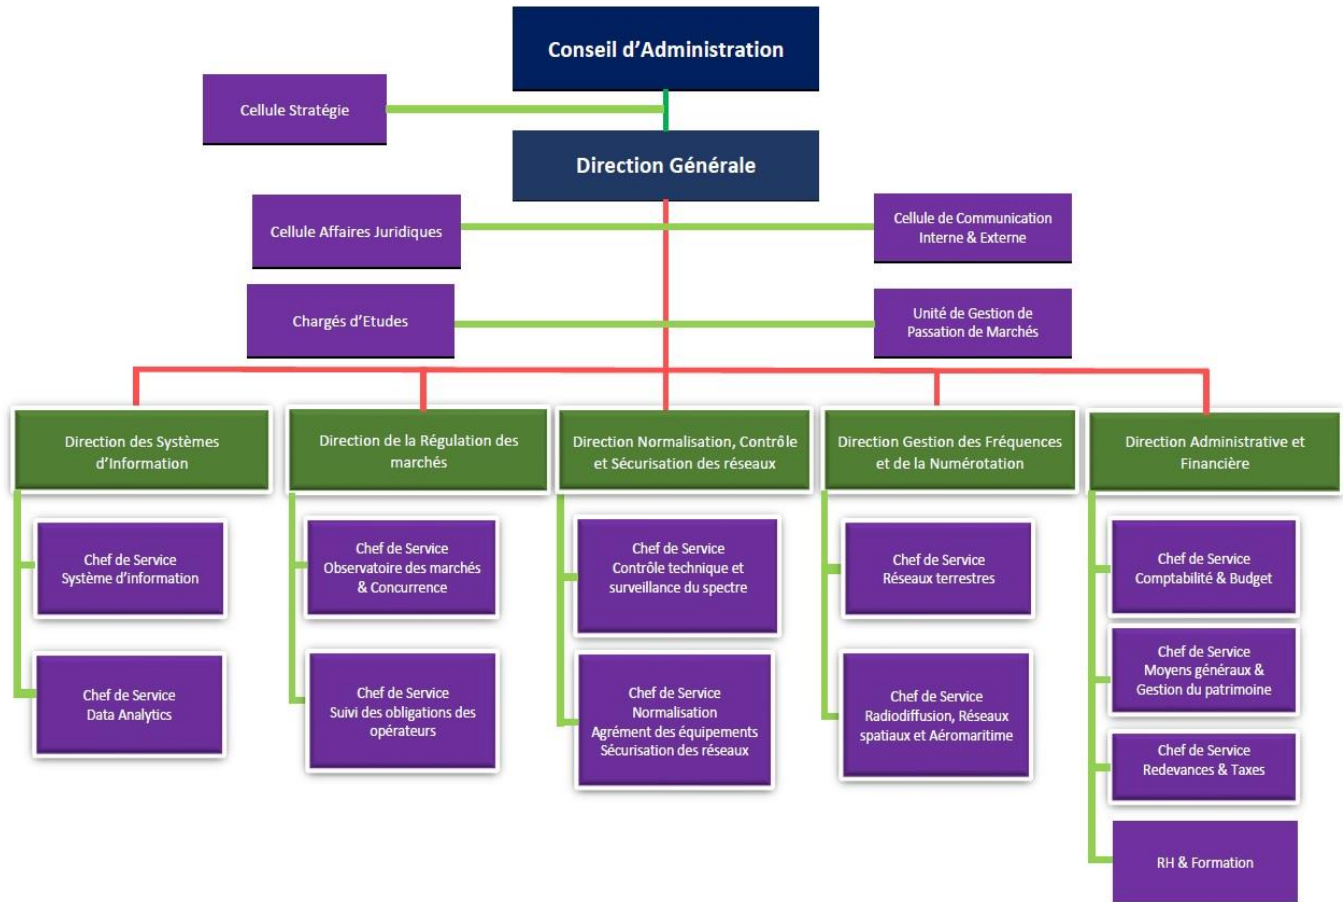 Conseil d'Administration
Cellule Stratégie
Direction Générale
Cellule Affaires Juridiques
Cellule de Communication
Interne & Externe
Chargés d'Etudes
Unité de Gestion de
Passation de Marchés
Direction des Systèmes
d'Information
Direction de la Régulation des
marchés
Direction Normalisation, Contrôle
et Sécurisation des réseaux
Direction Gestion des Fréquences
et de la Numérotation
Direction Administrative et
Financière
Chef de Service
Système d'information
Chef de Service
Data Analytics
Chef de Service
Observatoire des marchés
& Concurrence
Chef de Service
Suivi des obligations des
opérateurs
Chef de Service
Contrôle technique et
surveillance du spectre
Chef de Service
Normalisation
Agrément des équipements
Sécurisation des réseaux
Chef de Service
Réseaux terrestres
Chef de Service
Radiodiffusion, Réseaux
spatiaux et Aéromaritime
Chef de Service
Comptabilité & Budget
Chef de Service
Moyens généraux &
Gestion du patrimoine
Chef de Service
Redevances & Taxes
RH & Formation